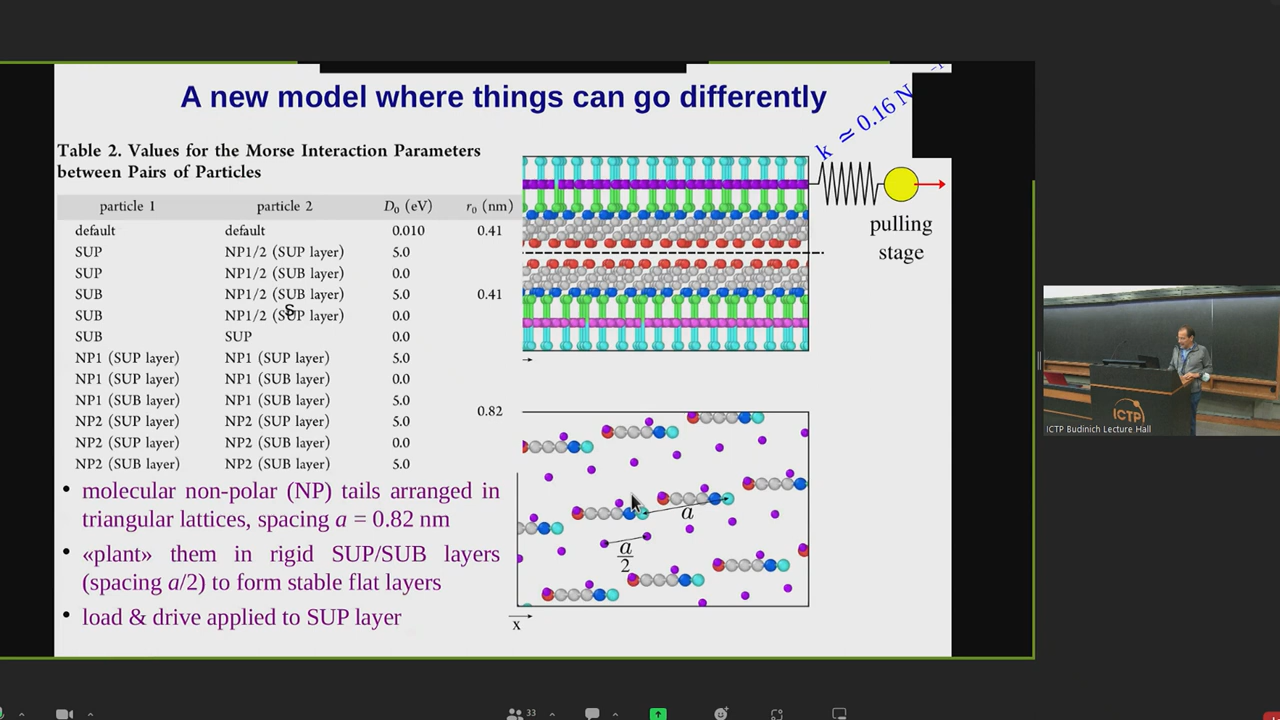 A new model where things can go differently
Table 2. Values for the Morse Interaction Parameters
between Pairs of Particles
particle 1 particle 2 D0 (eV) r0 (nm)
default default 0.010 0.41
SUP NP1/2 (SUP layer) 5.0
SUP NP1/2 (SUB layer) 0.0
SUB NP1/2 (SUB layer) 5.0 0.41
SUB NP1/2 (SUP layer) 0.0
SUB SUP 0.0
NP1 (SUP layer) NP1 (SUP layer) 5.0
NP1 (SUP layer) NP1 (SUB layer) 0.0
NP1 (SUB layer) NP1 (SUB layer) 5.0
0.82
NP2 (SUP layer) NP2 (SUP layer) 5.0
NP2 (SUP layer) NP2 (SUB layer) 0.0
NP2 (SUB layer) NP2 (SUB layer) 5.0
• molecular non-polar (NP) tails arranged in
triangular lattices, spacing a = 0.82 nm
• «plant» them in rigid SUP/SUB layers
(spacing a/2) to form stable flat layers
• load & drive applied to SUP layer
k ≃ 0.16 N
pulling
stage
a
a
2
x
ICTP
ICTP Budinich Lecture Hall
33